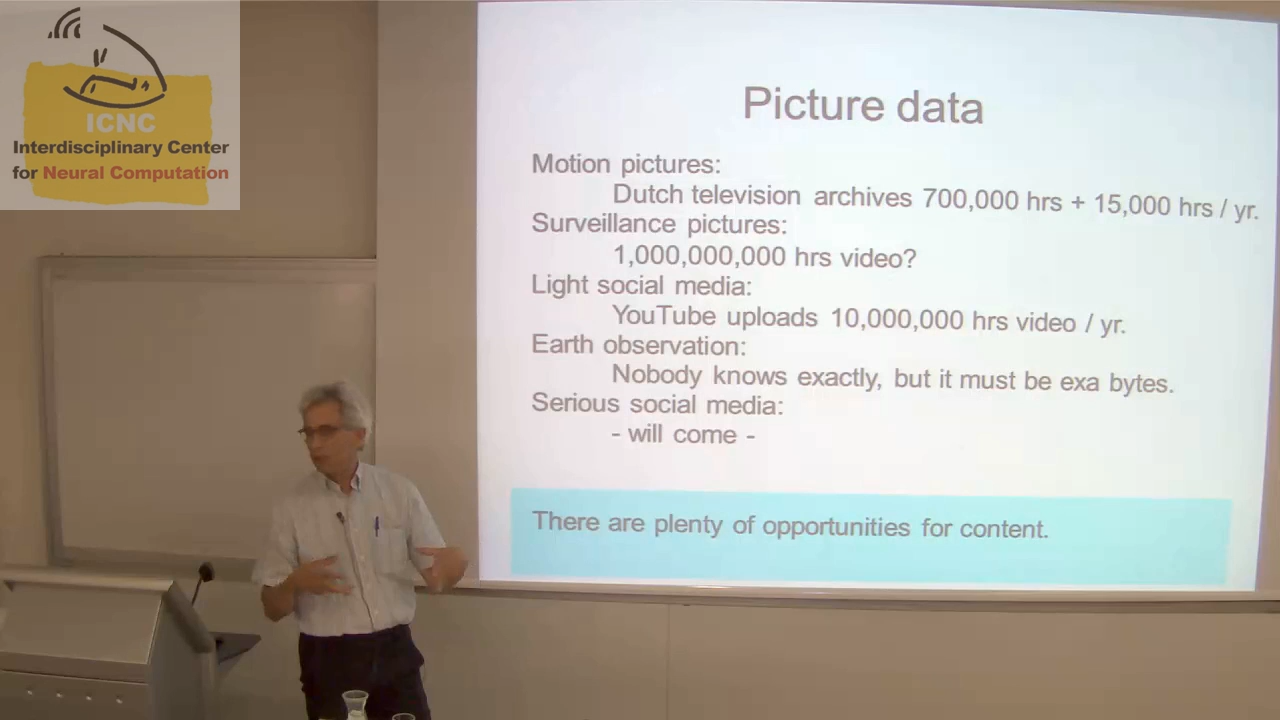 ICNC
Interdisciplinary Center
for Neural Computation
Picture data
Motion pictures:
Dutch television archives 700,000 hrs + 15,000 hrs / yr.
Surveillance pictures:
1,000,000,000 hrs video?
Light social media:
YouTube uploads 10,000,000 hrs video / yr.
Earth observation:
Nobody knows exactly, but it must be exa bytes.
Serious social media:
- will come -
There are plenty of opportunities for content.